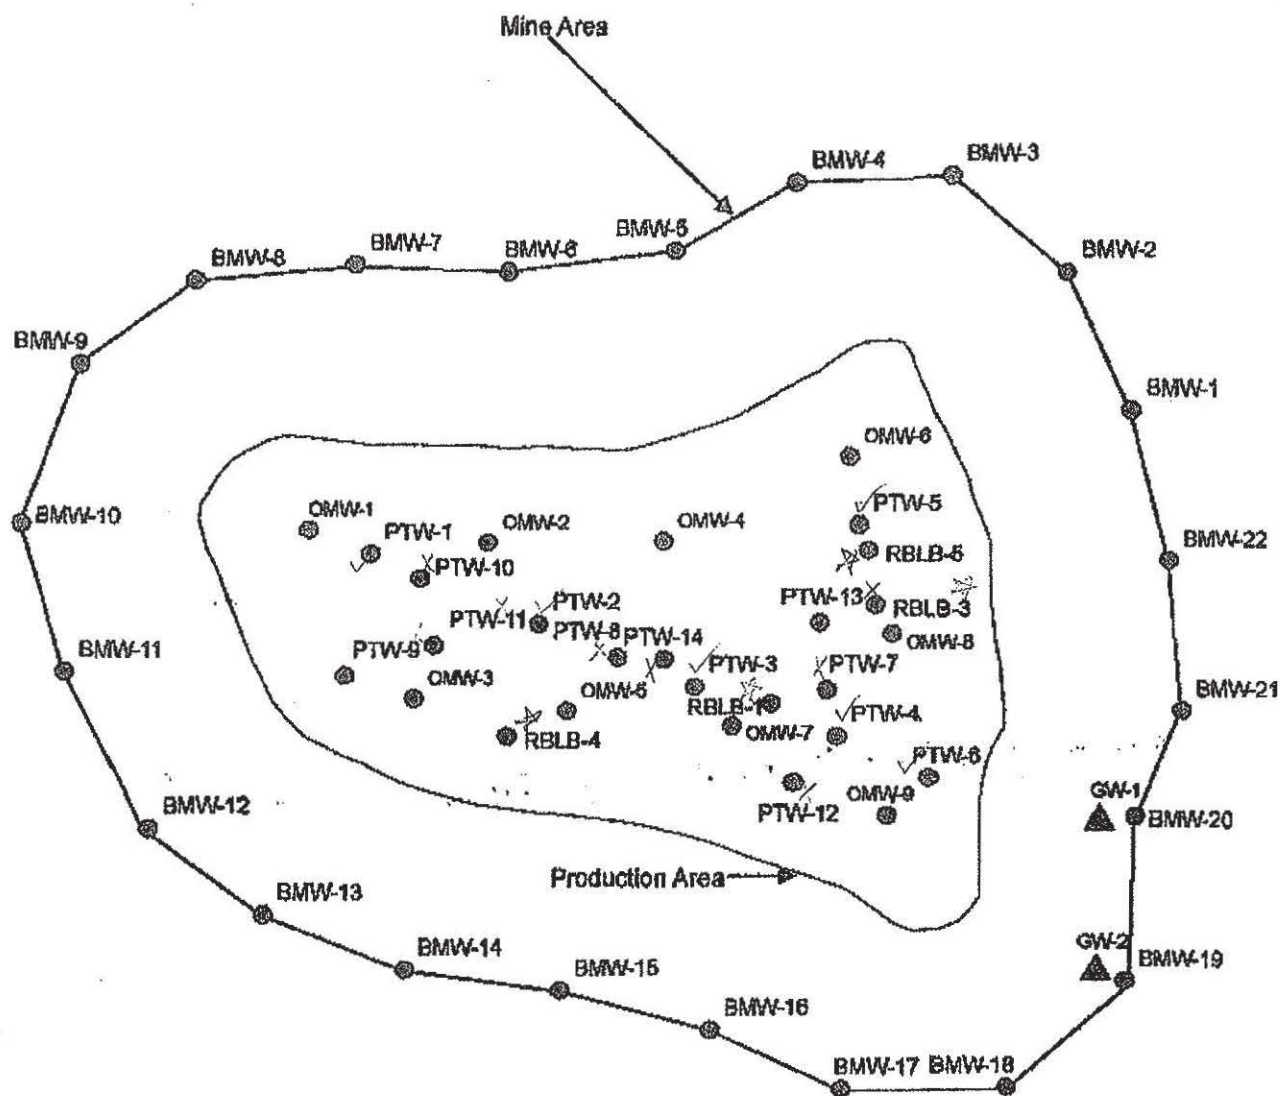 Mine Area
BMW-4
BMW-3
BMW-5
BMW-2
BMW-7
BMW-8
BMW-6
BMW-9
BMW-1
OMW-6
PTW-5
OMW-1
OMW-2
OMW-4
BMW-10
PTW-1
RBLB-5
BMW-22
PTW-10
PTW-2
PTW-13
RBLB-3
PTW-11
PTW-8
PTW-14
OMW-8
PTW-9
PTW-3
PTW-7
BMW-11
OMW-3
OMW-5
RBLB-1
BMW-21
PTW-4
RBLB-4
OMW-7
PTW-6
PTW-12
OMW-9
GW-1
BMW-12
BMW-20
Production Area
BMW-13
GW-2
BMW-14
BMW-15
BMW-19
BMW-16
BMW-17
BMW-18